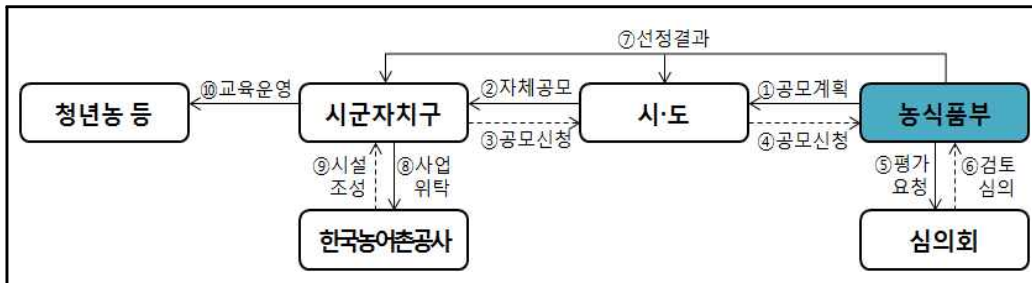 ⑦선정결과
⑩교육운영
②자체공모
①공모계획
청년농 등
시군자치구
시·도
농식품부
③공모신청
④공모신청
⑨시설
조성
⑧사업
위탁
⑤평가
요청
⑥검토
심의
한국농어촌공사
심의회